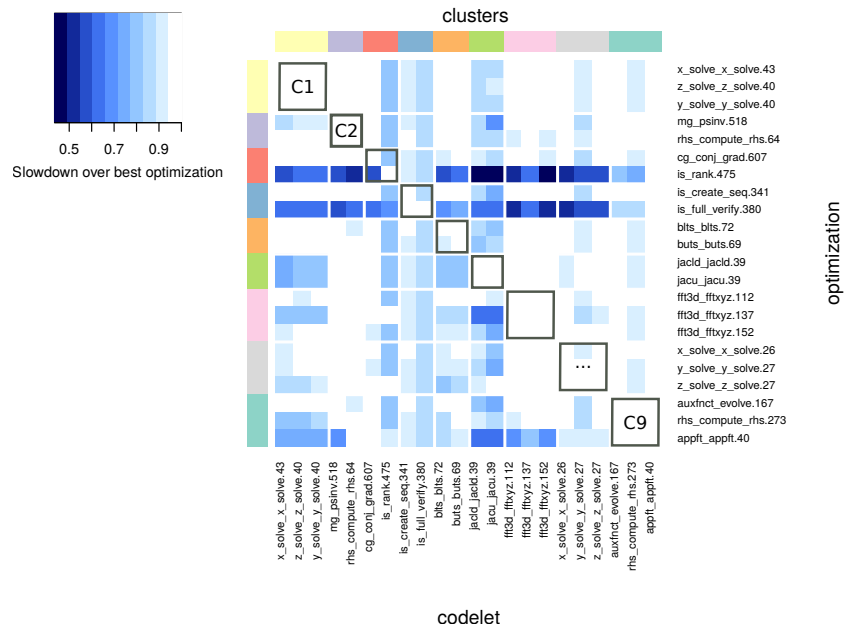 clusters
0.5 0.7 0.9
Slowdown over best optimization
C1
C2
...
C9
x_solve_x_solve.43
z_solve_z_solve.40
y_solve_y_solve.40
mg_psinv.518
rhs_compute_rhs.64
cg_conj_grad.607
is_rank.475
is_create_seq.341
is_full_verify.380
blts_blts.72
buts_buts.69
jacld_jacld.39
jacu_jacu.39
fft3d_fftxyz.112
fft3d_fftxyz.137
fft3d_fftxyz.152
x_solve_x_solve.26
y_solve_y_solve.27
z_solve_z_solve.27
auxfnct_evolve.167
rhs_compute_rhs.273
appft_appft.40
optimization
x_solve_x_solve.43
z_solve_z_solve.40
y_solve_y_solve.40
mg_psinv.518
rhs_compute_rhs.64
cg_conj_grad.607
is_rank.475
is_create_seq.341
is_full_verify.380
blts_blts.72
buts_buts.69
jacld_jacld.39
jacu_jacu.39
fft3d_fftxyz.112
fft3d_fftxyz.137
fft3d_fftxyz.152
x_solve_x_solve.26
y_solve_y_solve.27
z_solve_z_solve.27
auxfnct_evolve.167
rhs_compute_rhs.273
appft_appft.40
codelet